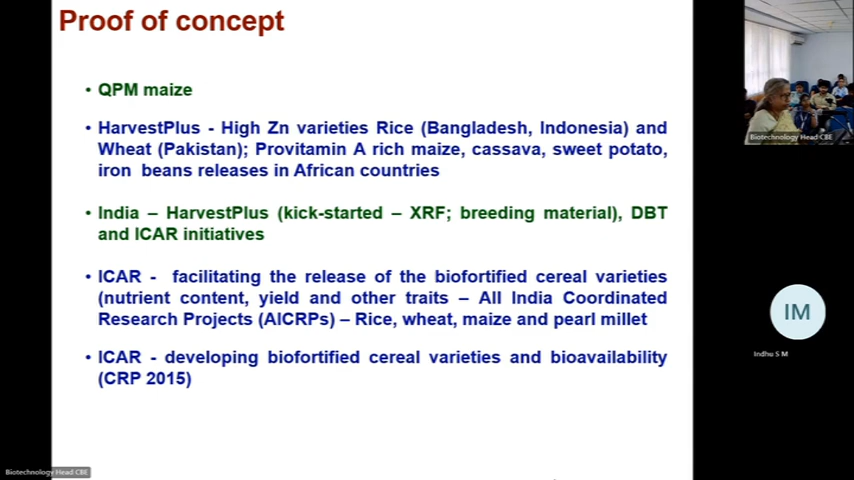 Proof of concept
• QPM maize
• HarvestPlus - High Zn varieties Rice (Bangladesh, Indonesia) and
Wheat (Pakistan); Provitamin A rich maize, cassava, sweet potato,
iron beans releases in African countries
• India – HarvestPlus (kick-started – XRF; breeding material), DBT
and ICAR initiatives
• ICAR - facilitating the release of the biofortified cereal varieties
(nutrient content, yield and other traits – All India Coordinated
Research Projects (AICRPs) – Rice, wheat, maize and pearl millet
• ICAR - developing biofortified cereal varieties and bioavailability
(CRP 2015)
Biotechnology Head CBE
IM
Indhu S M
Biotechnology Head CBE